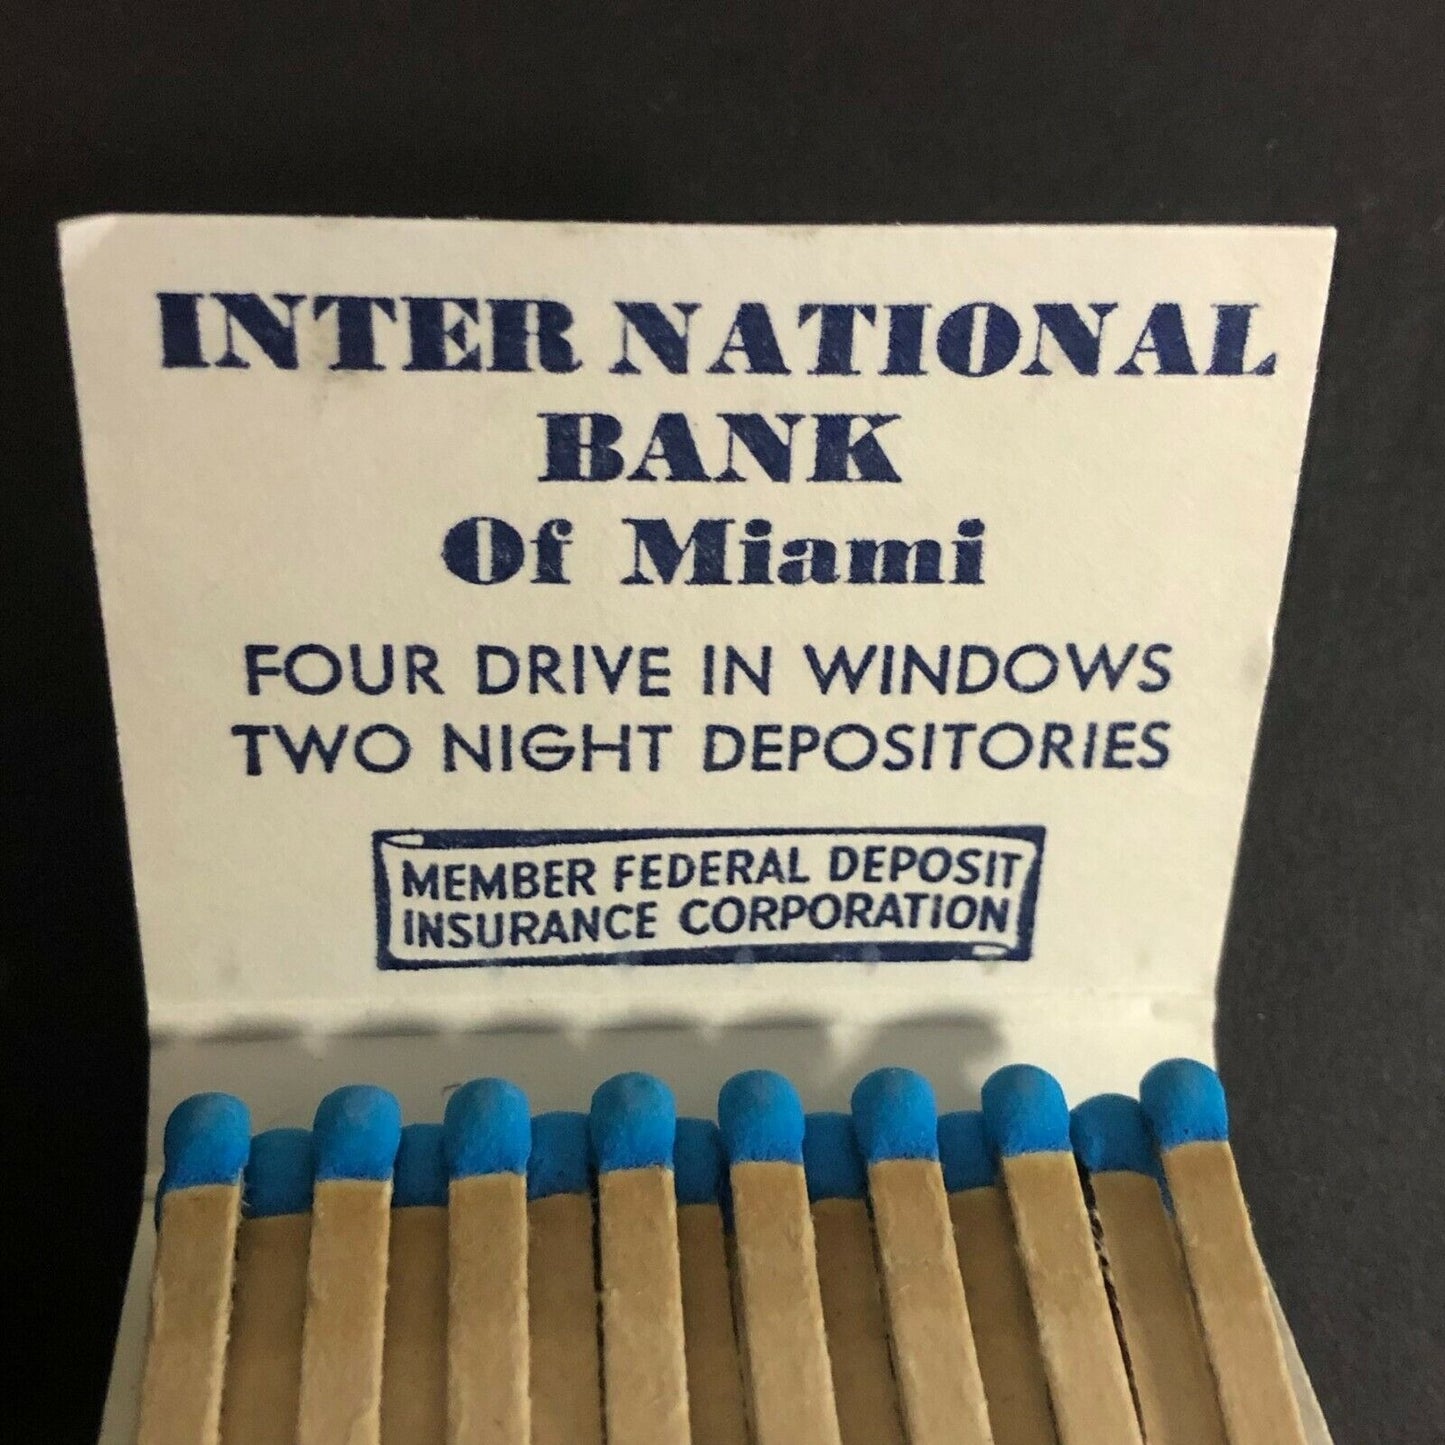 INTER NATIONAL
BANK
Of Miami
FOUR DRIVE IN WINDOWS
TWO NIGHT DEPOSITORIES
MEMBER FEDERAL DEPOSIT
INSURANCE CORPORATION